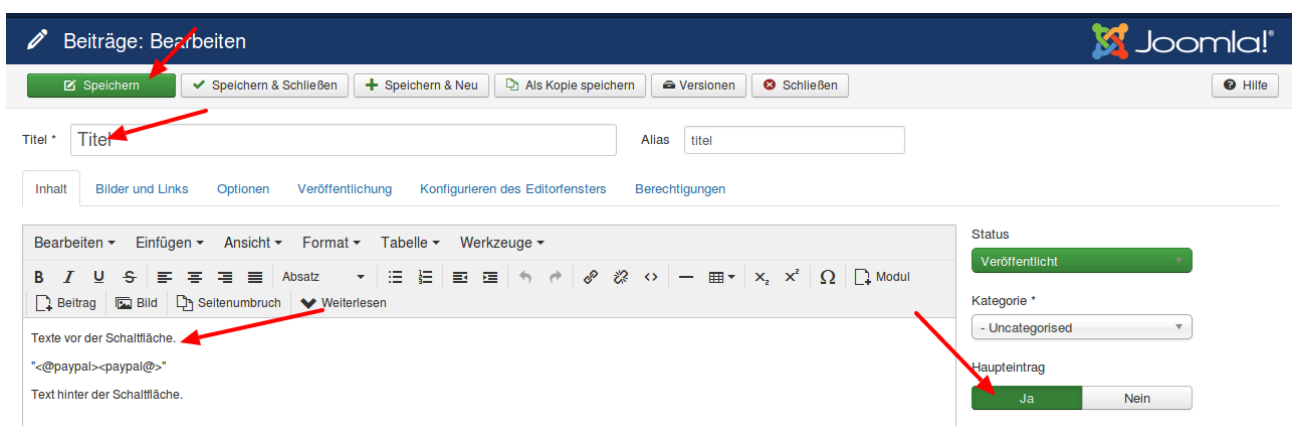 Beiträge: Bearbeiten
Joomla!®
Speichern Speichern & Schließen Speichern & Neu Als Kopie speichern Versionen Schließen Hilfe
Titel * Titel Alias titel
Inhalt Bilder und Links Optionen Veröffentlichung Konfigurieren des Editorfensters Berechtigungen
Bearbeiten Einfügen Ansicht Format Tabelle Werkzeuge
B I U S Absatz X₂ X² Ω Modul
Beitrag Bild Seitenumbruch Weiterlesen
Texte vor der Schaltfläche.
"<@paypal><paypal@>"
Text hinter der Schaltfläche.
Status
Veröffentlicht
Kategorie *
- Uncategorised
Haupteintrag
Ja Nein